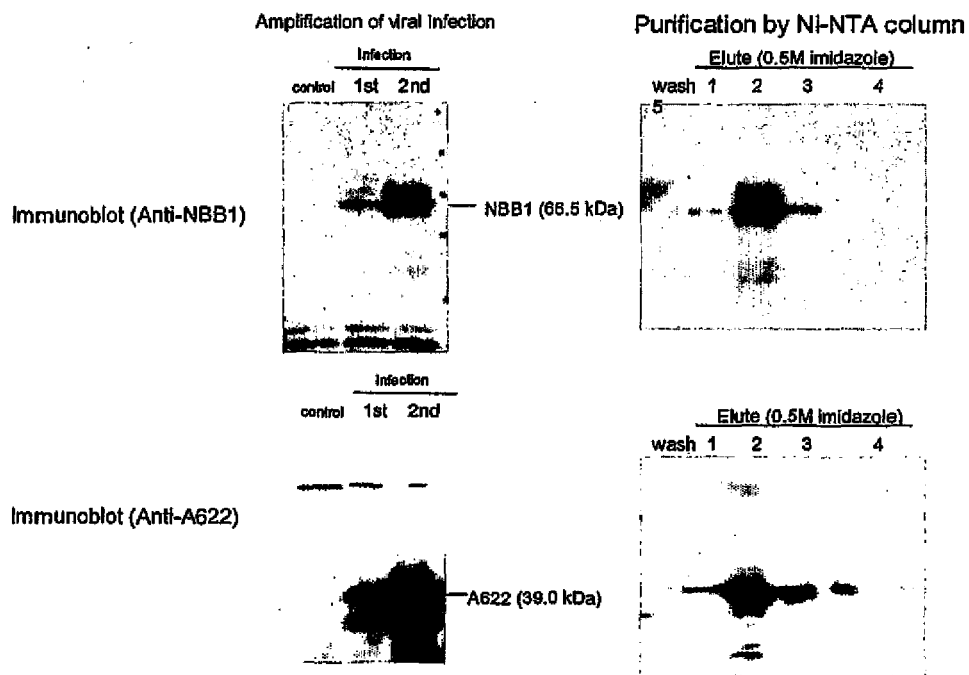 Amplification of viral infection
Purification by Ni-NTA column
Infection
control 1st 2nd
Elute (0.5M imidazole)
wash 1 2 3 4
5
Immunoblot (Anti-NBB1)
NBB1 (66.5 kDa)
Infection
control 1st 2nd
Elute (0.5M imidazole)
wash 1 2 3 4
Immunoblot (Anti-A622)
A622 (39.0 kDa)